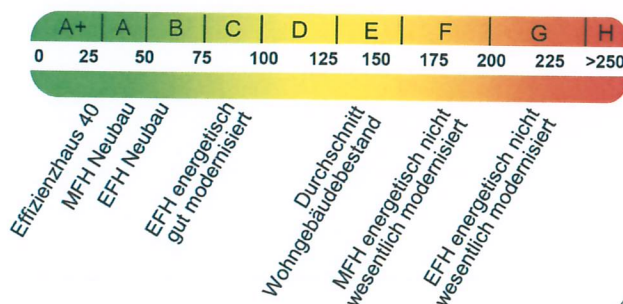 A+ A B C D E F G H
0 25 50 75 100 125 150 175 200 225 >250
Effizienzhaus 40
MFH Neubau
EFH Neubau
EFH energetisch
gut modernisiert
Durchschnitt
Wohngebäudebestand
MFH energetisch nicht
wesentlich modernisiert
EFH energetisch nicht
wesentlich modernisiert